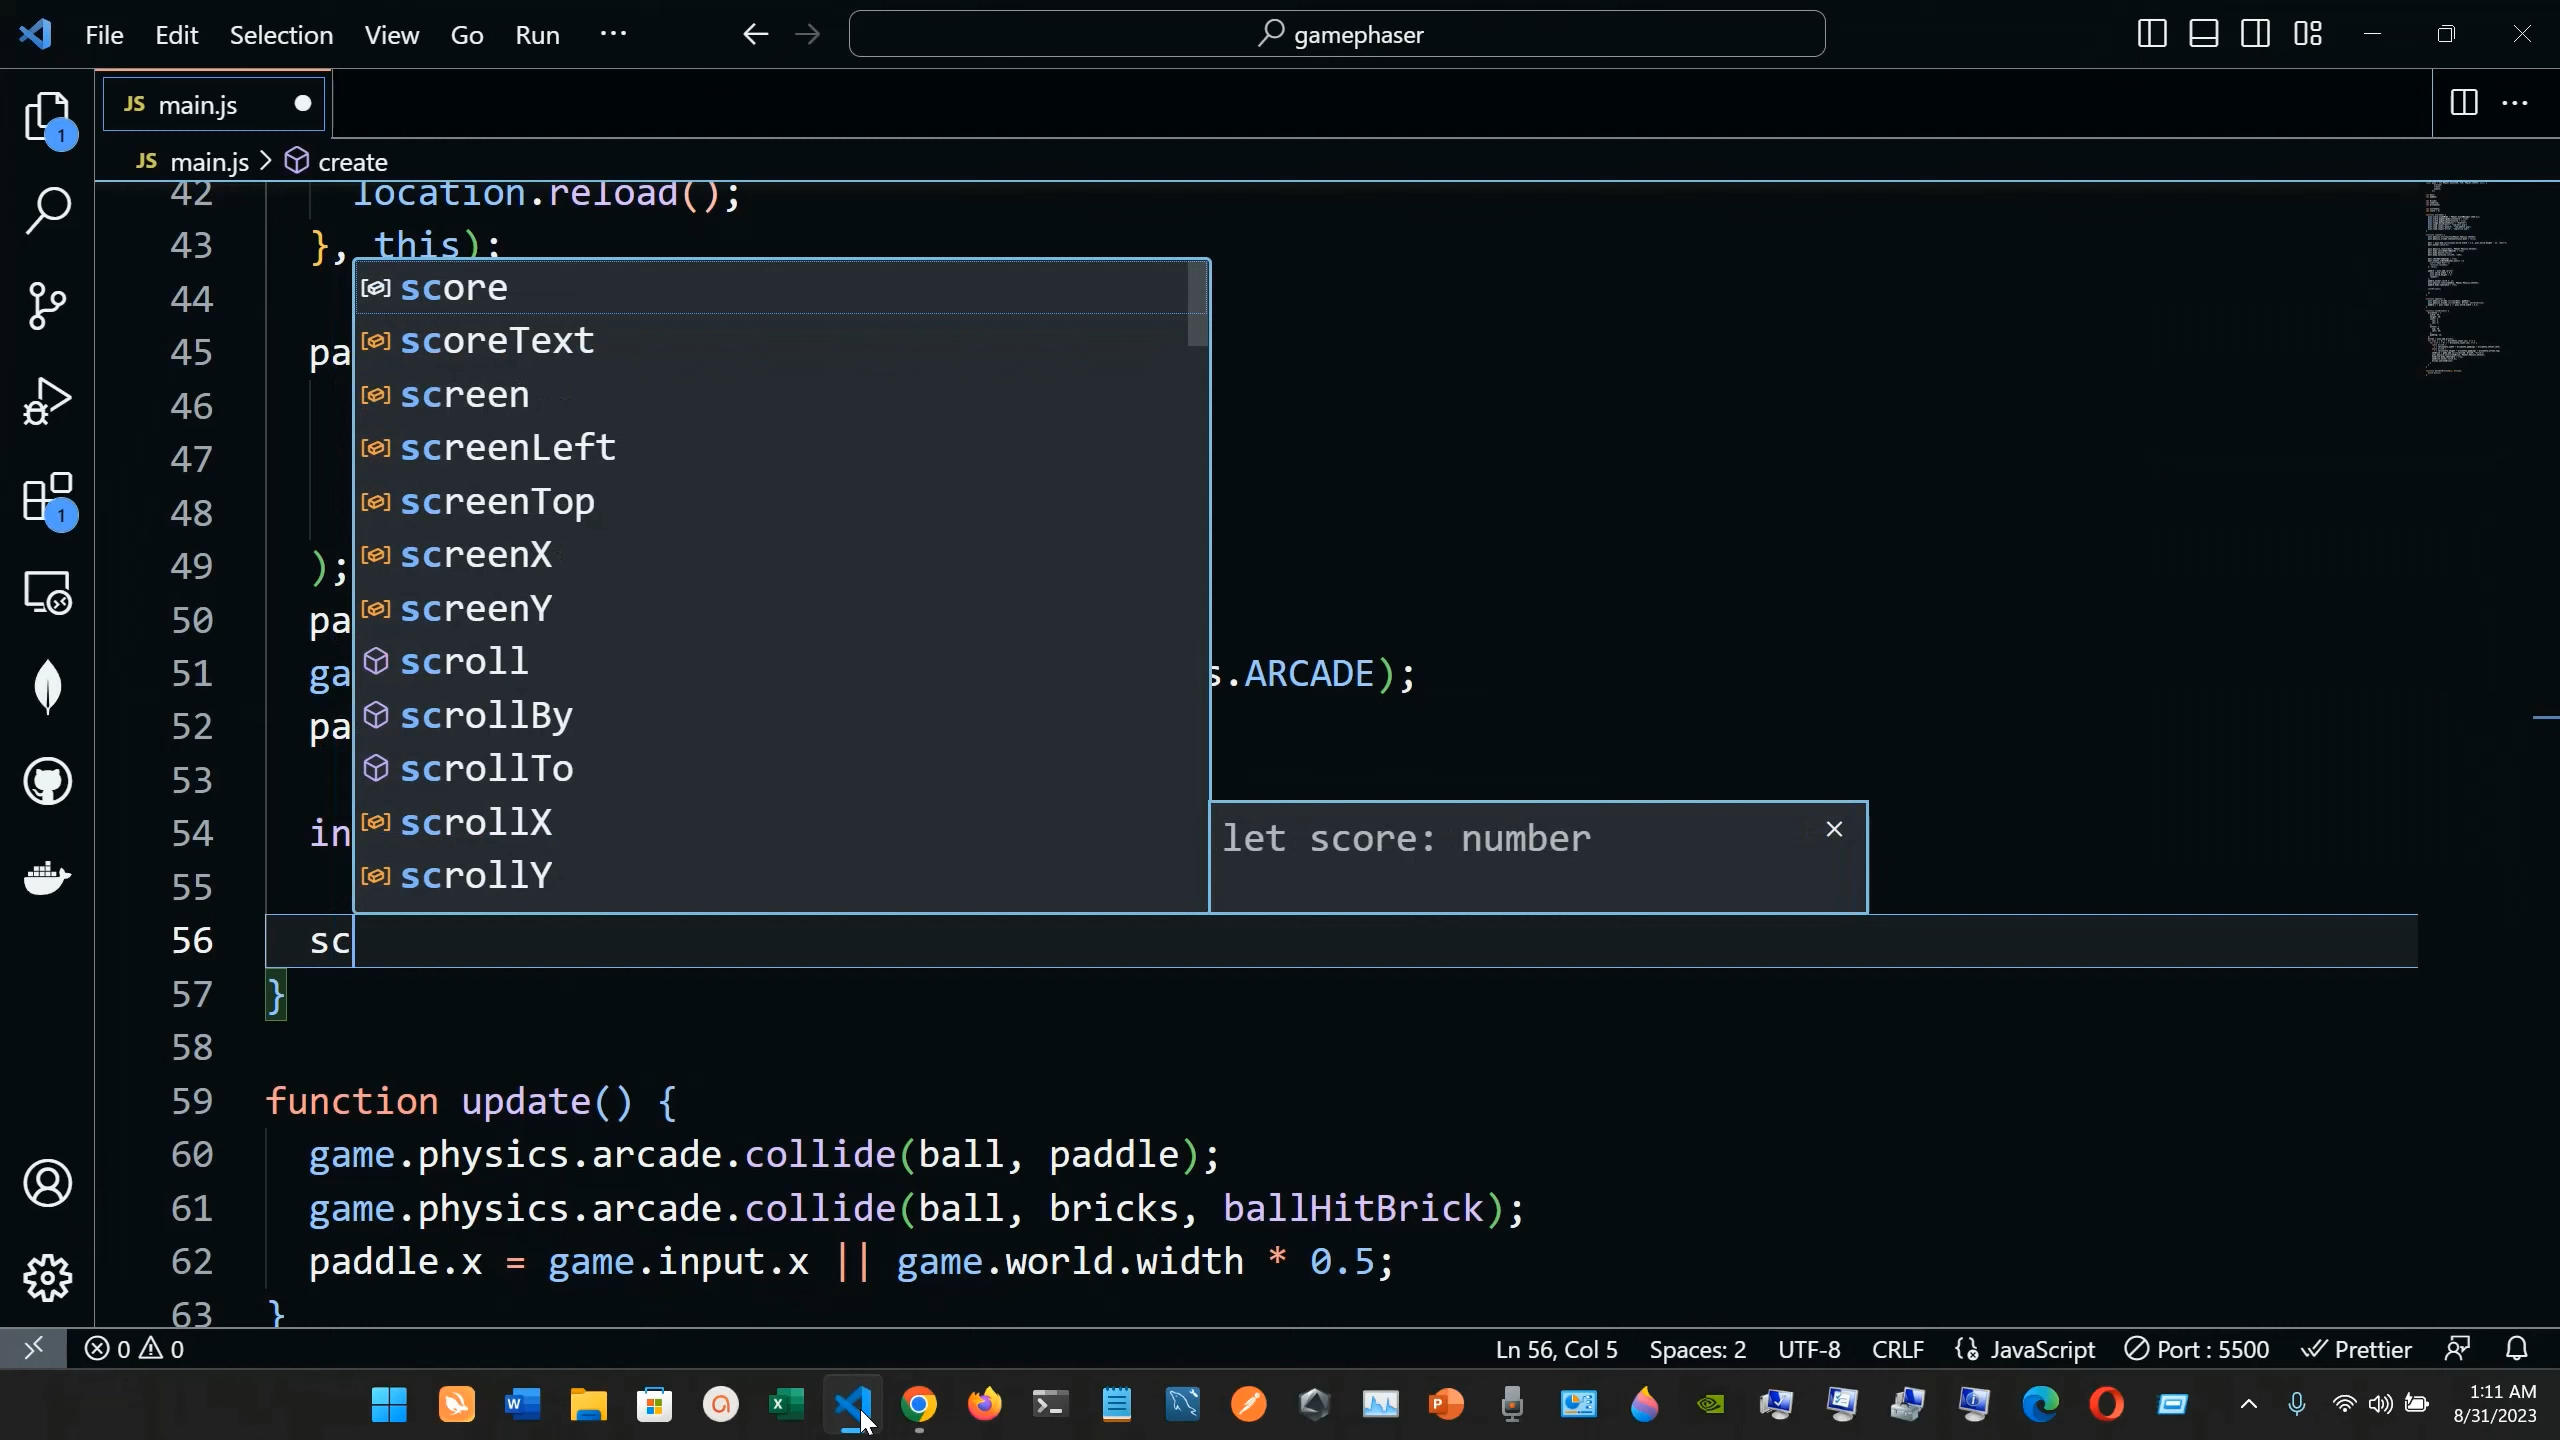 File Edit Selection View Go Run ··· gamephaser
JS main.js
JS main.js > create
42 location.reload();
43 }, this);
44
45 pa
46
47
48
49 );
50 pa
51 ga s.ARCADE);
52 pa
53
54 in
55
56 sc
57 }
58
59 function update() {
60 game.physics.arcade.collide(ball, paddle);
61 game.physics.arcade.collide(ball, bricks, ballHitBrick);
62 paddle.x = game.input.x || game.world.width * 0.5;
63 }
score
scoreText
screen
screenLeft
screenTop
screenX
screenY
scroll
scrollBy
scrollTo
scrollX
scrollY
let score: number
1
1
0 0 Ln 56, Col 5 Spaces: 2 UTF-8 CRLF JavaScript Port : 5500 Prettier
1:11 AM
8/31/2023